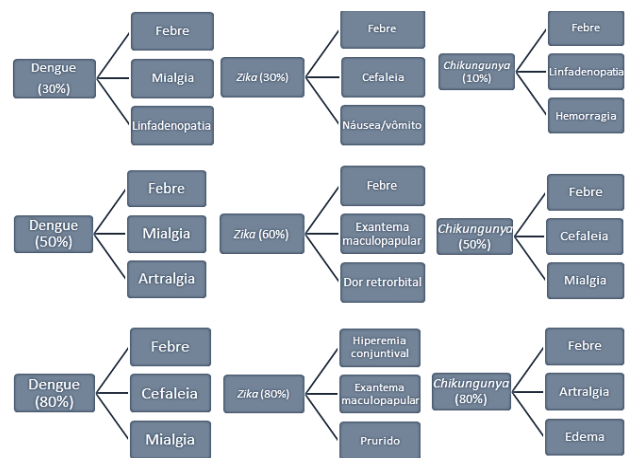 Dengue
(30%)
Febre
Mialgia
Linfadenopatia
Zika (30%)
Febre
Cefaleia
Náusea/vômito
Chikungunya
(10%)
Febre
Linfadenopatia
Hemorragia
Dengue
(50%)
Febre
Mialgia
Artralgia
Zika (60%)
Febre
Exantema
maculopapular
Dor retrorbital
Chikungunya
(50%)
Febre
Cefaleia
Mialgia
Dengue
(80%)
Febre
Cefaleia
Mialgia
Zika (80%)
Hiperemia
conjuntival
Exantema
maculopapular
Prurido
Chikungunya
(80%)
Febre
Artralgia
Edema